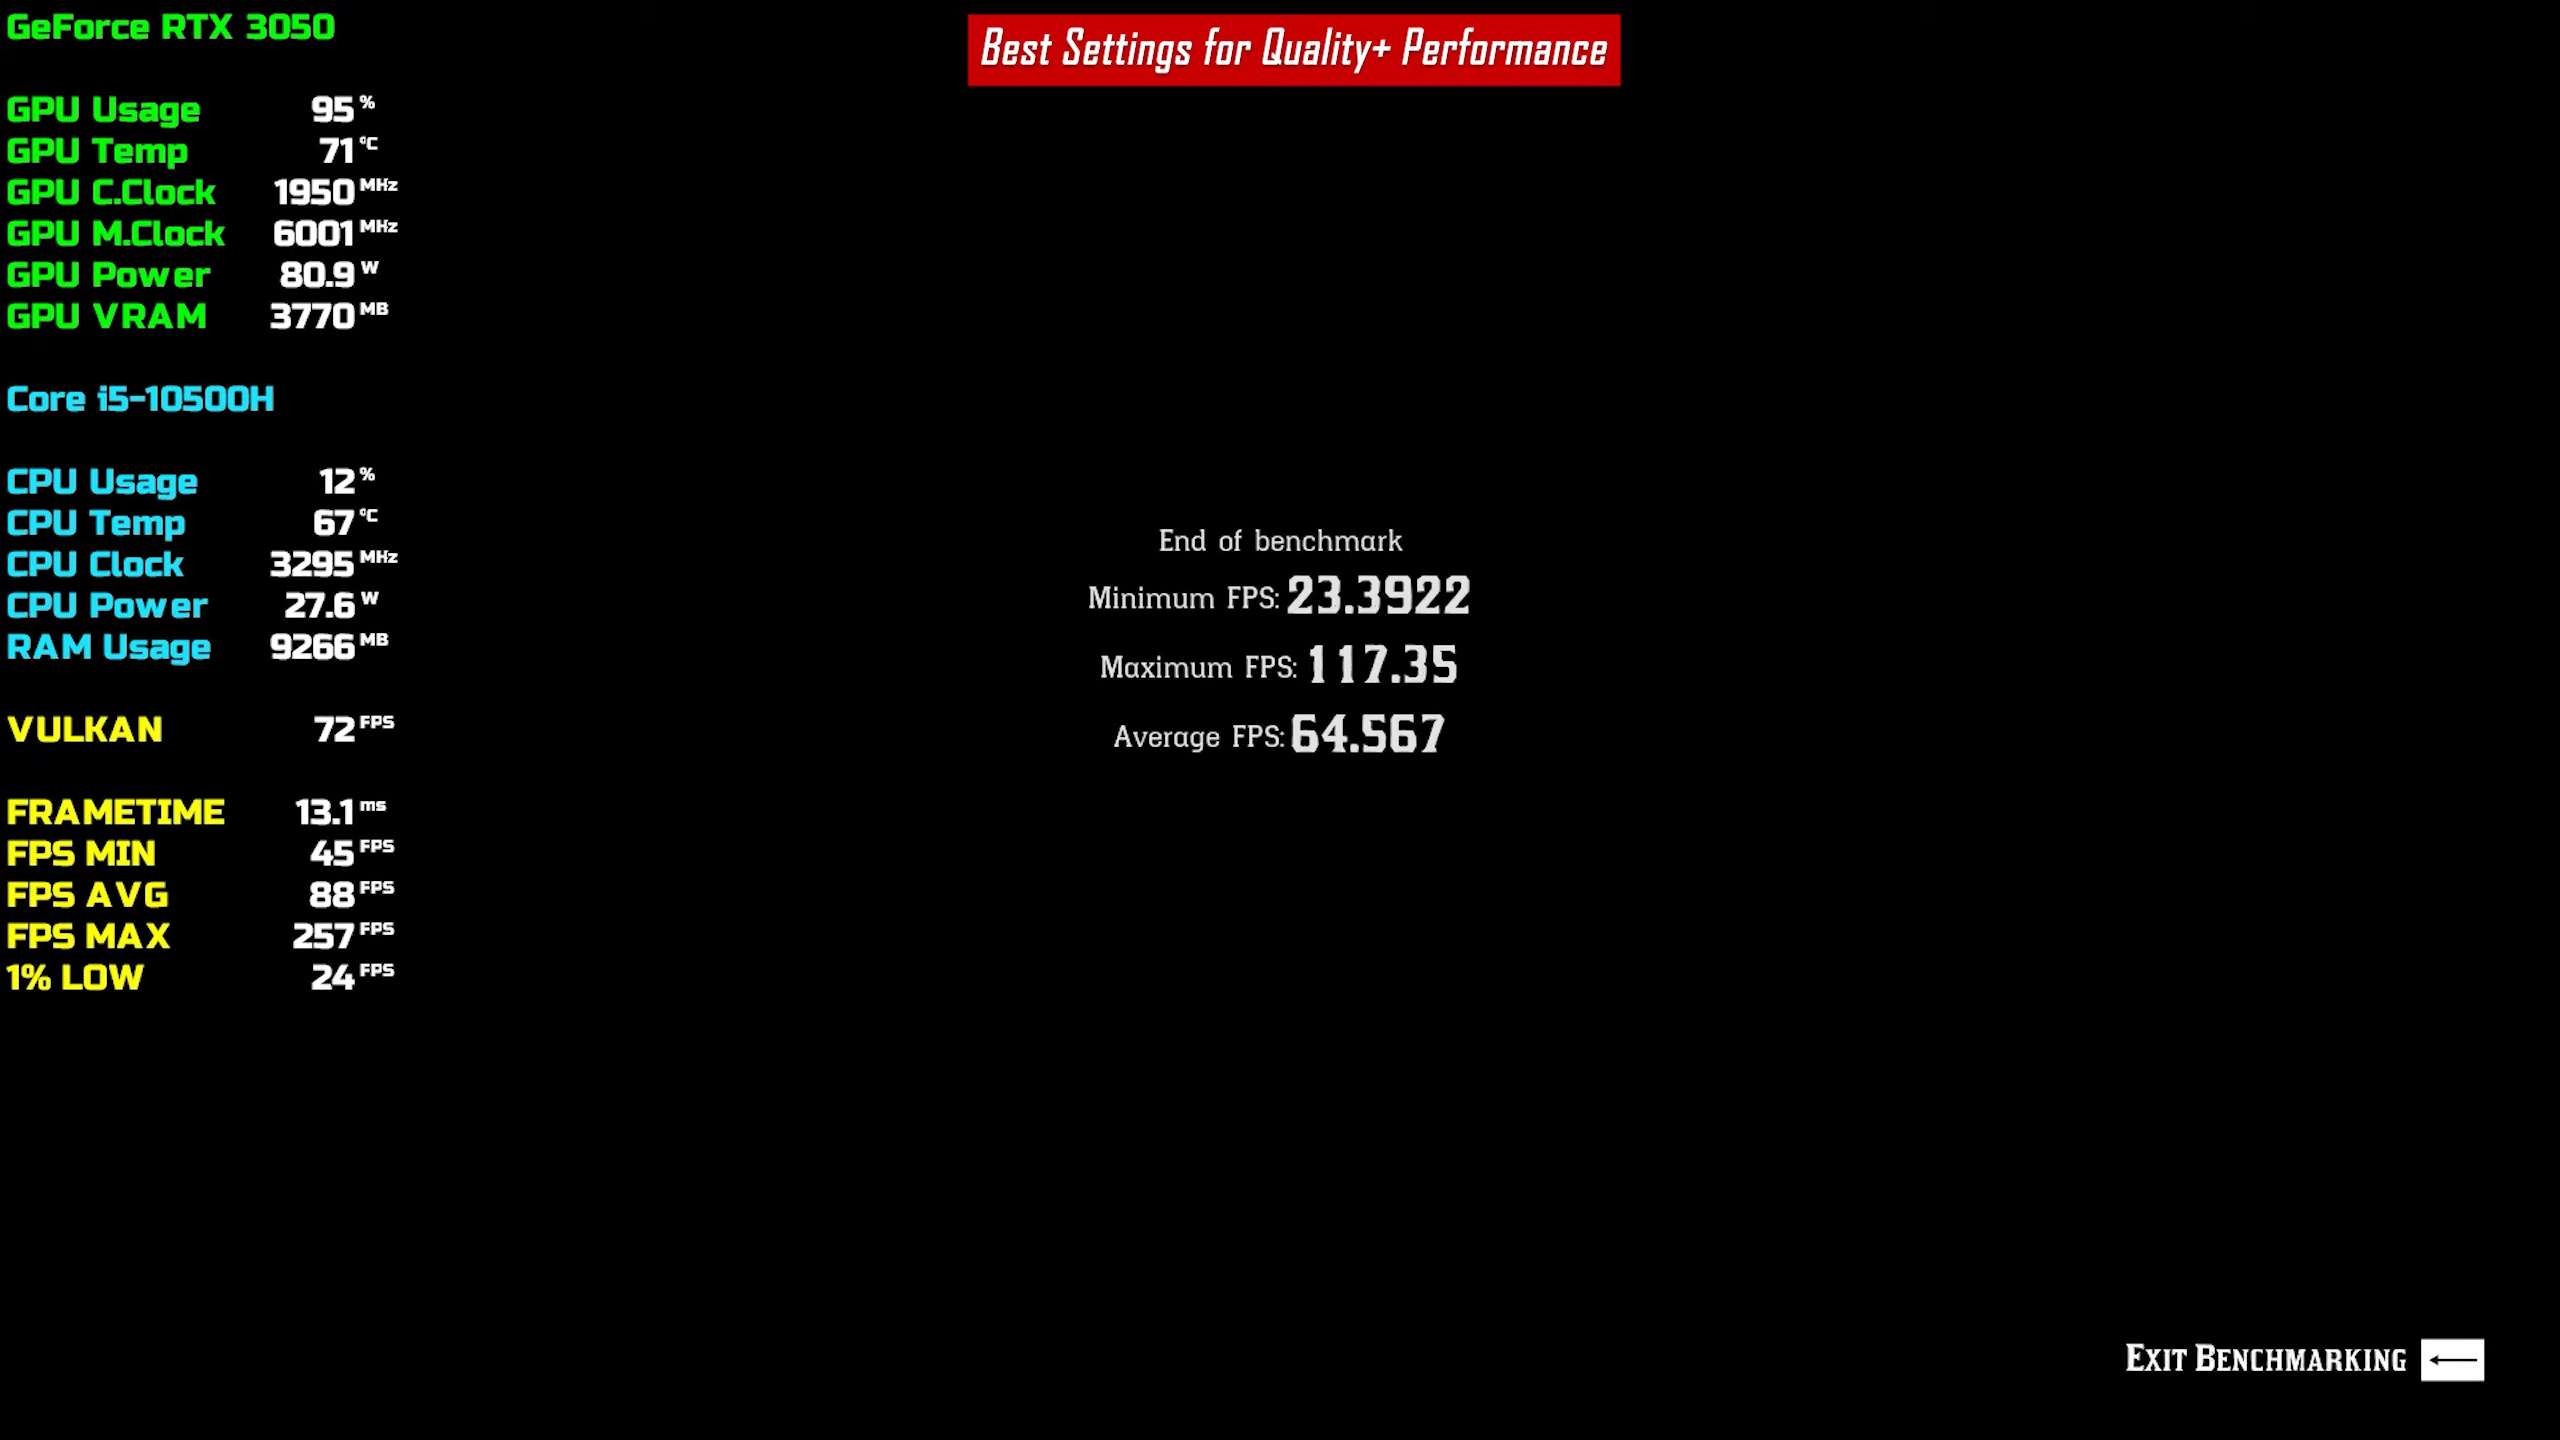 GeForce RTX 3050
Best Settings for Quality+ Performance
GPU Usage 95 %
GPU Temp 71 °C
GPU C.Clock 1950 MHz
GPU M.Clock 6001 MHz
GPU Power 80.9 W
GPU VRAM 3770 MB
Core i5-10500H
CPU Usage 12 %
CPU Temp 67 °C
CPU Clock 3295 MHz
CPU Power 27.6 W
RAM Usage 9266 MB
VULKAN 72 FPS
FRAMETIME 13.1 ms
FPS MIN 45 FPS
FPS AVG 88 FPS
FPS MAX 257 FPS
1% LOW 24 FPS
End of benchmark
Minimum FPS: 23.3922
Maximum FPS: 117.35
Average FPS: 64.567
EXIT BENCHMARKING